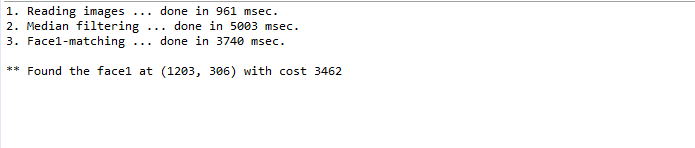 1. Reading images ... done in 961 msec.
2. Median filtering ... done in 5003 msec.
3. Face1-matching ... done in 3740 msec.
** Found the face1 at (1203, 306) with cost 3462